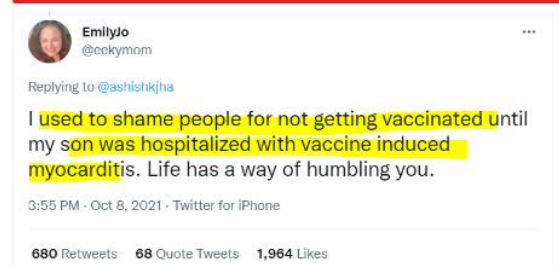 EmilyJo
@eekymom
Replying to @ashishkjha
I used to shame people for not getting vaccinated until
my son was hospitalized with vaccine induced
myocarditis. Life has a way of humbling you.
3:55 PM · Oct 8, 2021 · Twitter for iPhone
680 Retweets 68 Quote Tweets 1,964 Likes